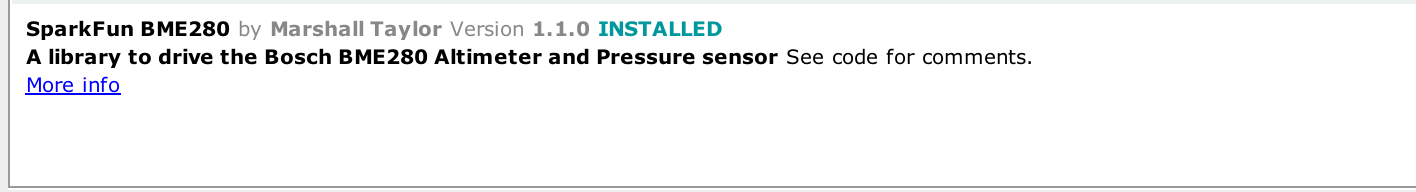 SparkFun BME280 by Marshall Taylor Version 1.1.0 INSTALLED
A library to drive the Bosch BME280 Altimeter and Pressure sensor See code for comments.
More info